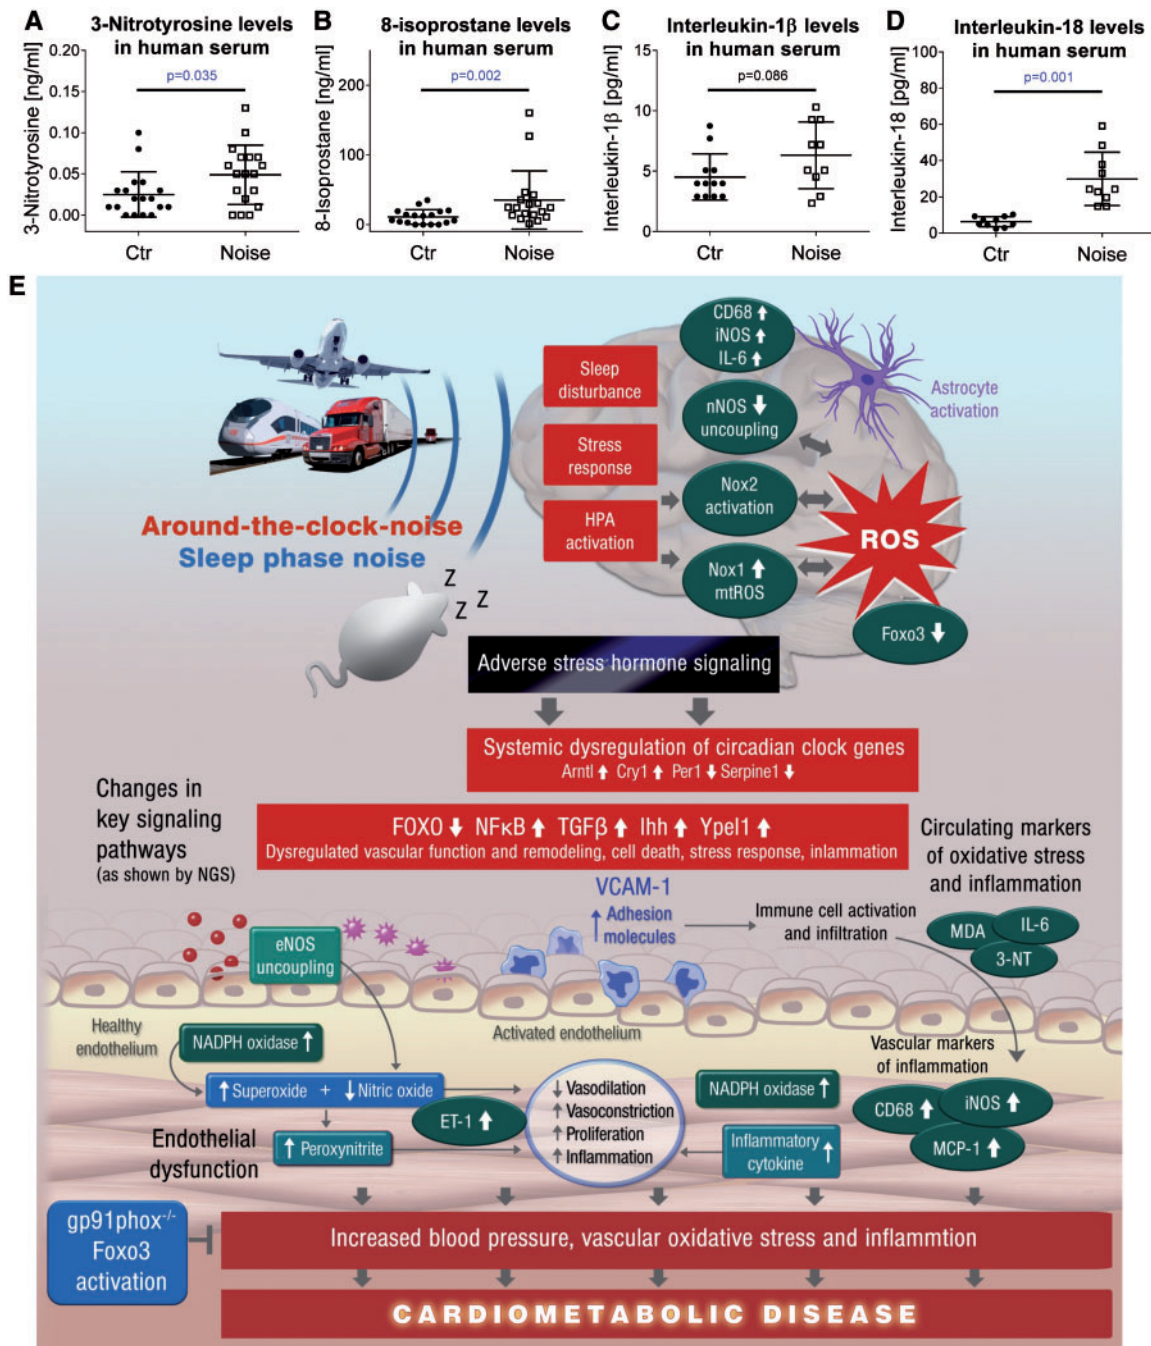 A
3-Nitrotyrosine levels
in human serum
3-Nitrotyrosine [ng/ml]
0.20
0.15
0.10
0.05
0.00
p=0.035
Ctr
Noise
B
8-isoprostane levels
in human serum
8-Isoprostane [ng/ml]
200
100
0
p=0.002
Ctr
Noise
C
Interleukin-1β levels
in human serum
Interleukin-1β [pg/ml]
15
10
5
0
p=0.086
Ctr
Noise
D
Interleukin-18 levels
in human serum
Interleukin-18 [pg/ml]
100
80
60
40
20
0
p=0.001
Ctr
Noise
E
Around-the-clock-noise
Sleep phase noise
Z
Z
Z
Sleep
disturbance
Stress
response
HPA
activation
CD68 ↑
iNOS ↑
IL-6 ↑
nNOS ↓
uncoupling
Nox2
activation
Nox1 ↑
mtROS
Astrocyte
activation
ROS
Foxo3 ↓
Adverse stress hormone signaling
Systemic dysregulation of circadian clock genes
Arntl ↑ Cry1 ↑ Per1 ↓ Serpine1 ↓
Changes in
key signaling
pathways
(as shown by NGS)
FOXO ↓ NFκB ↑ TGFβ ↑ Ihh ↑ Ypel1 ↑
Dysregulated vascular function and remodeling, cell death, stress response, inlammation
Circulating markers
of oxidative stress
and inflammation
MDA
IL-6
3-NT
VCAM-1
↑ Adhesion
molecules
Immune cell activation
and infiltration
eNOS
uncoupling
Healthy
endothelium
Activated endothelium
NADPH oxidase ↑
↑ Superoxide + ↓ Nitric oxide
ET-1 ↑
↑ Peroxynitrite
Endothelial
dysfunction
↓ Vasodilation
↑ Vasoconstriction
↑ Proliferation
↑ Inflammation
NADPH oxidase ↑
Inflammatory
cytokine ↑
Vascular markers
of inflammation
CD68 ↑
iNOS ↑
MCP-1 ↑
gp91phox-/-
Foxo3
activation
Increased blood pressure, vascular oxidative stress and inflammtion
CARDIOMETABOLIC DISEASE